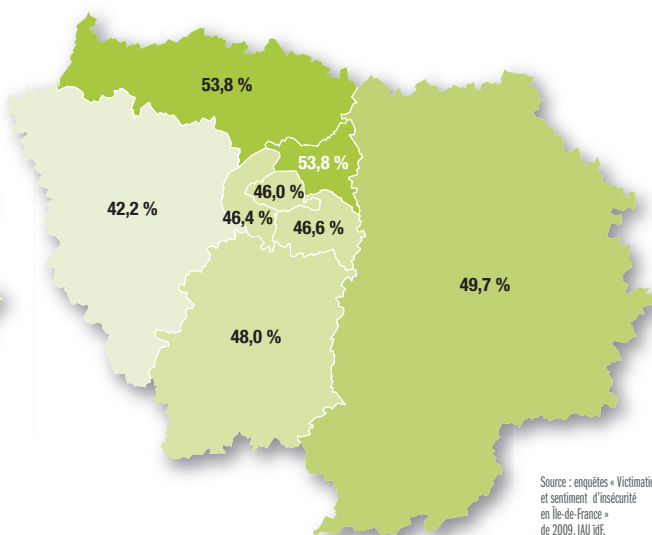 53,8 %
53,8 %
46,0 %
42,2 %
46,4 %
46,6 %
49,7 %
48,0 %
Source : enquêtes « Victimatio
et sentiment d'insécurité
en Île-de-France »
de 2009, IAU îdF.